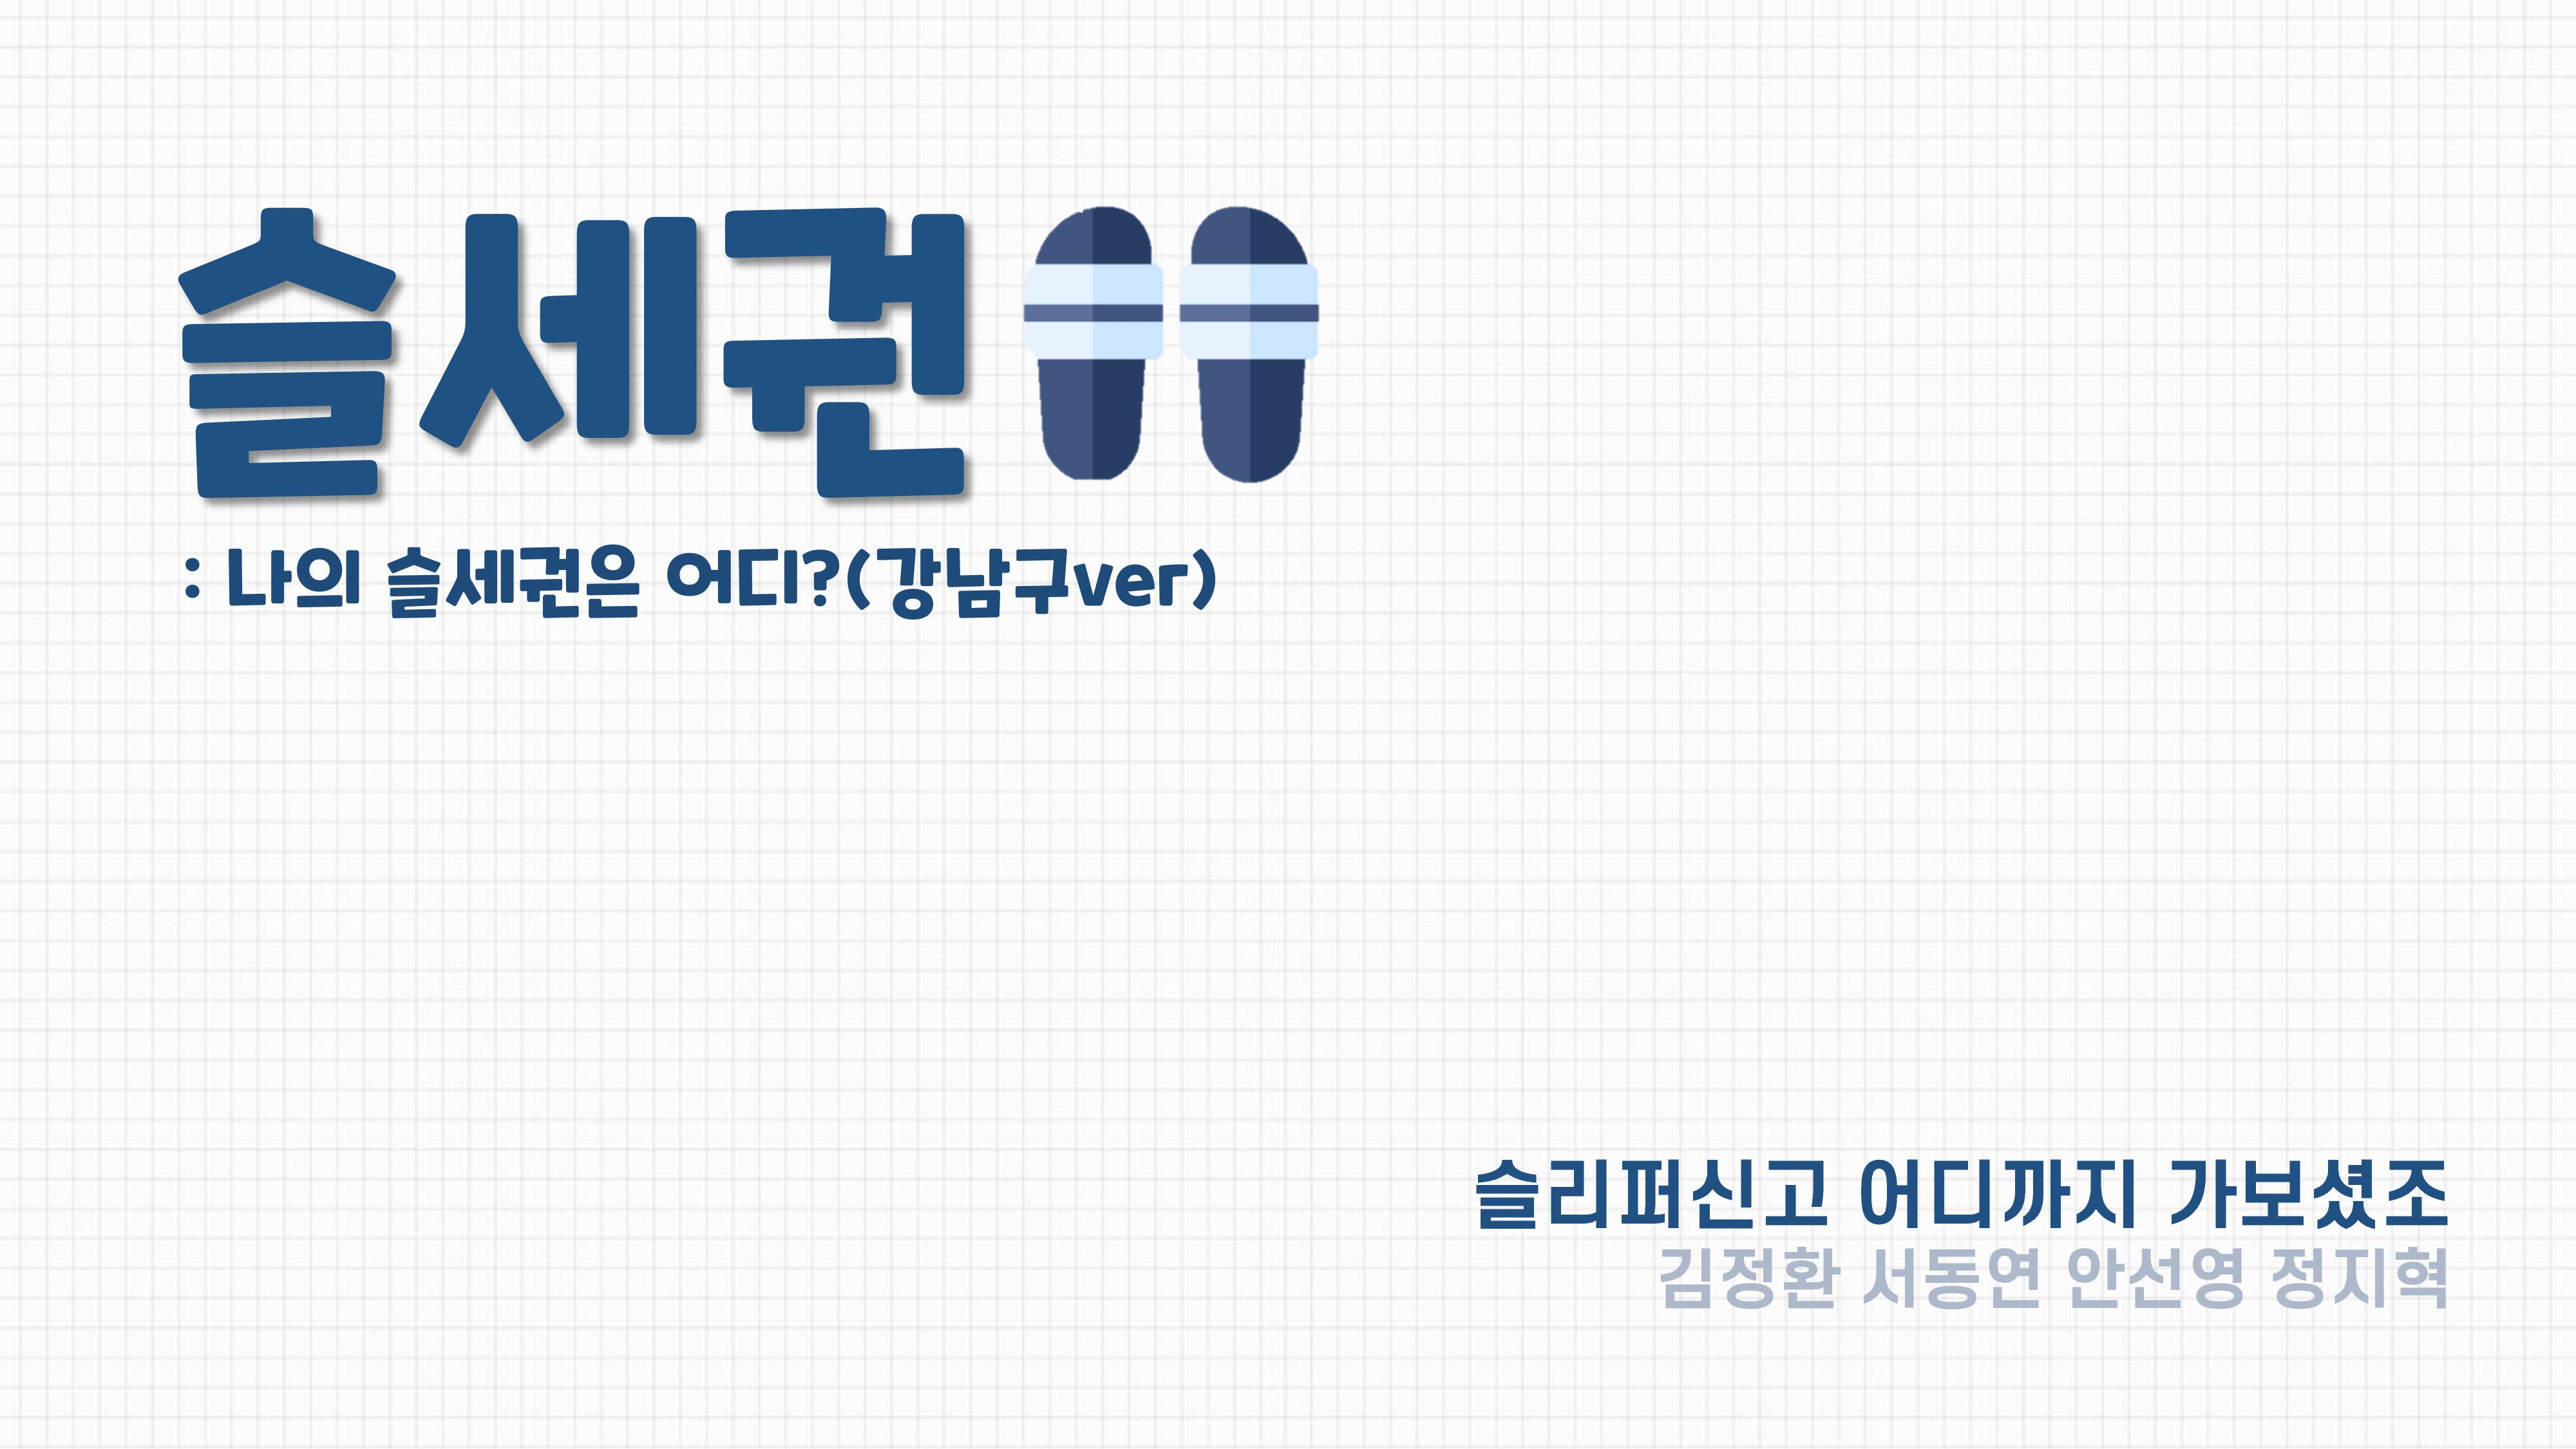 슬세권
: 나의 슬세권은 어디?(강남구ver)
슬리퍼신고 어디까지 가보셨조
김정환 서동연 안선영 정지혁